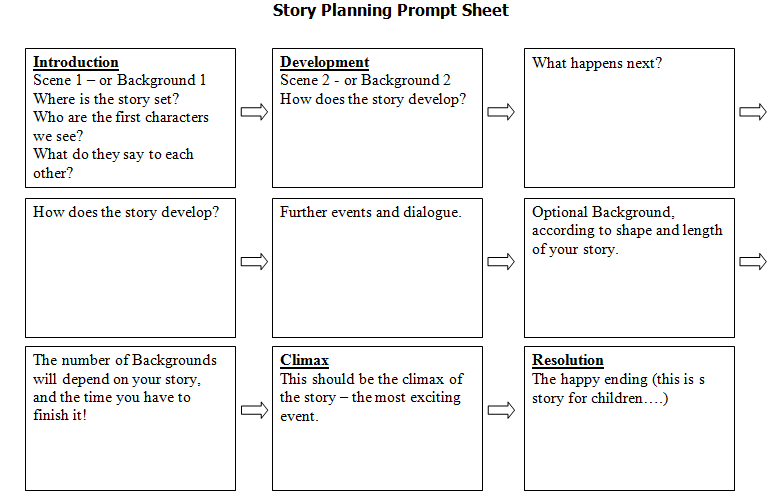 Story Planning Prompt Sheet
Introduction
Scene 1 – or Background 1
Where is the story set?
Who are the first characters
we see?
What do they say to each
other?
Development
Scene 2 - or Background 2
How does the story develop?
What happens next?
How does the story develop?
Further events and dialogue.
Optional Background,
according to shape and length
of your story.
The number of Backgrounds
will depend on your story,
and the time you have to
finish it!
Climax
This should be the climax of
the story – the most exciting
event.
Resolution
The happy ending (this is s
story for children….)